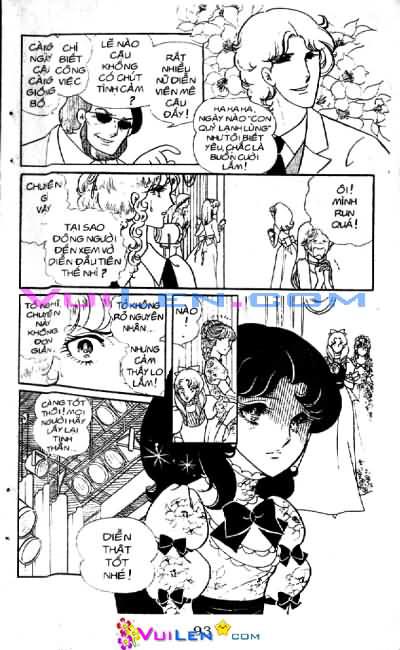 CÀNG
NGÀY
CẬU
CÀNG
GIỐNG
BỐ..
CHỈ
BIẾT
CÔNG
VIỆC
LẼ NÀO
CẬU
KHÔNG
CÓ CHÚT
TÌNH CẢM
?
RẤT
NHIỀU
NỮ DIỄN
VIÊN MÊ
CẬU
ĐẤY!
HA HA HA,
NGÀY NÀO "CON
QUỶ LẠNH LÙNG"
NHƯ TÔI BIẾT
YÊU, CHẮC LÀ
BUỒN CƯỜI
LẮM!
CHUYỆN
GÌ
VẬY
TẠI SAO
ĐÔNG NGƯỜI
ĐẾN XEM VỞ
DIỄN ĐẦU TIÊN
THẾ NHỈ?
ÔI!
MÌNH
RUN
QUÁ!
TỚ NGHĨ,
CHUYỆN
NÀY
KHÔNG
ĐƠN
GIẢN..
TỚ KHÔNG
RÕ NGUYÊN
NHÂN...
NHƯNG
CẢM
THẤY LO
LẮM!
NÀO!
CÀNG TỐT
THÔI! MỌI
NGƯỜI HÃY
LẤY LẠI
TINH
THẦN...
DIỄN
THẬT
TỐT
NHÉ!
VUILEN.COM
93
VUILEN.COM